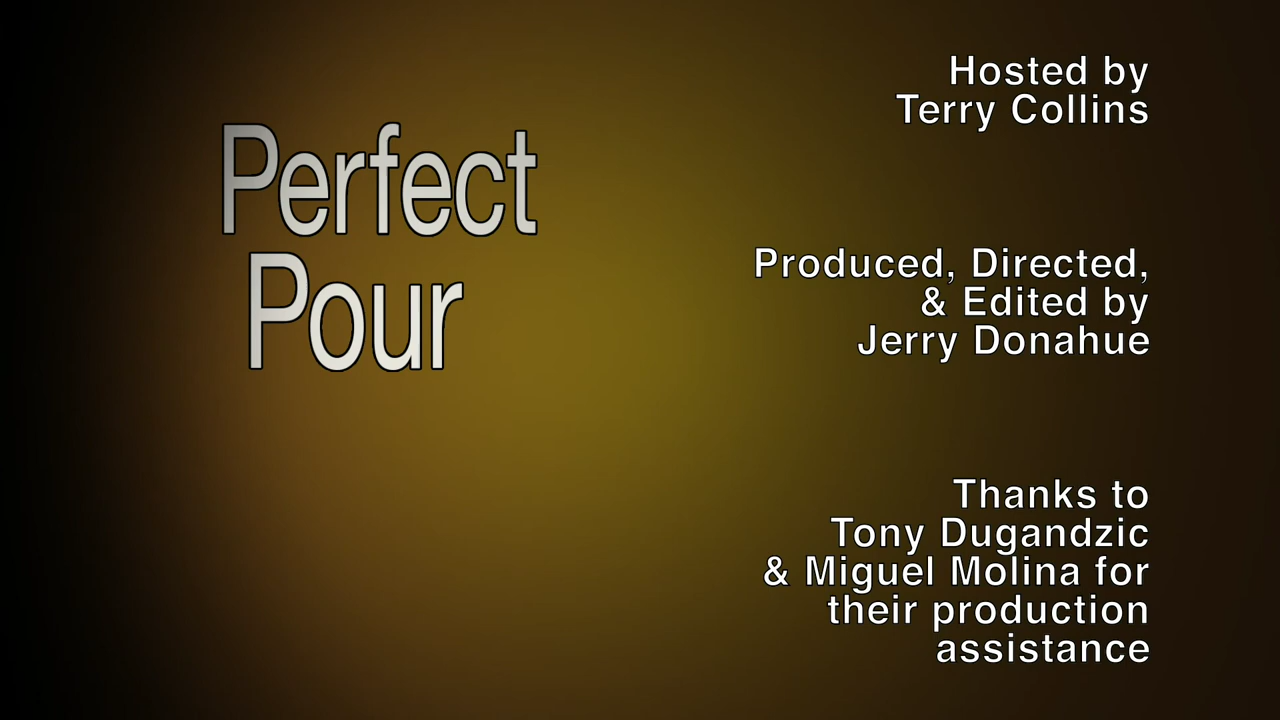 Perfect
Pour
Hosted by
Terry Collins
Produced, Directed,
& Edited by
Jerry Donahue
Thanks to
Tony Dugandzic
& Miguel Molina for
their production
assistance